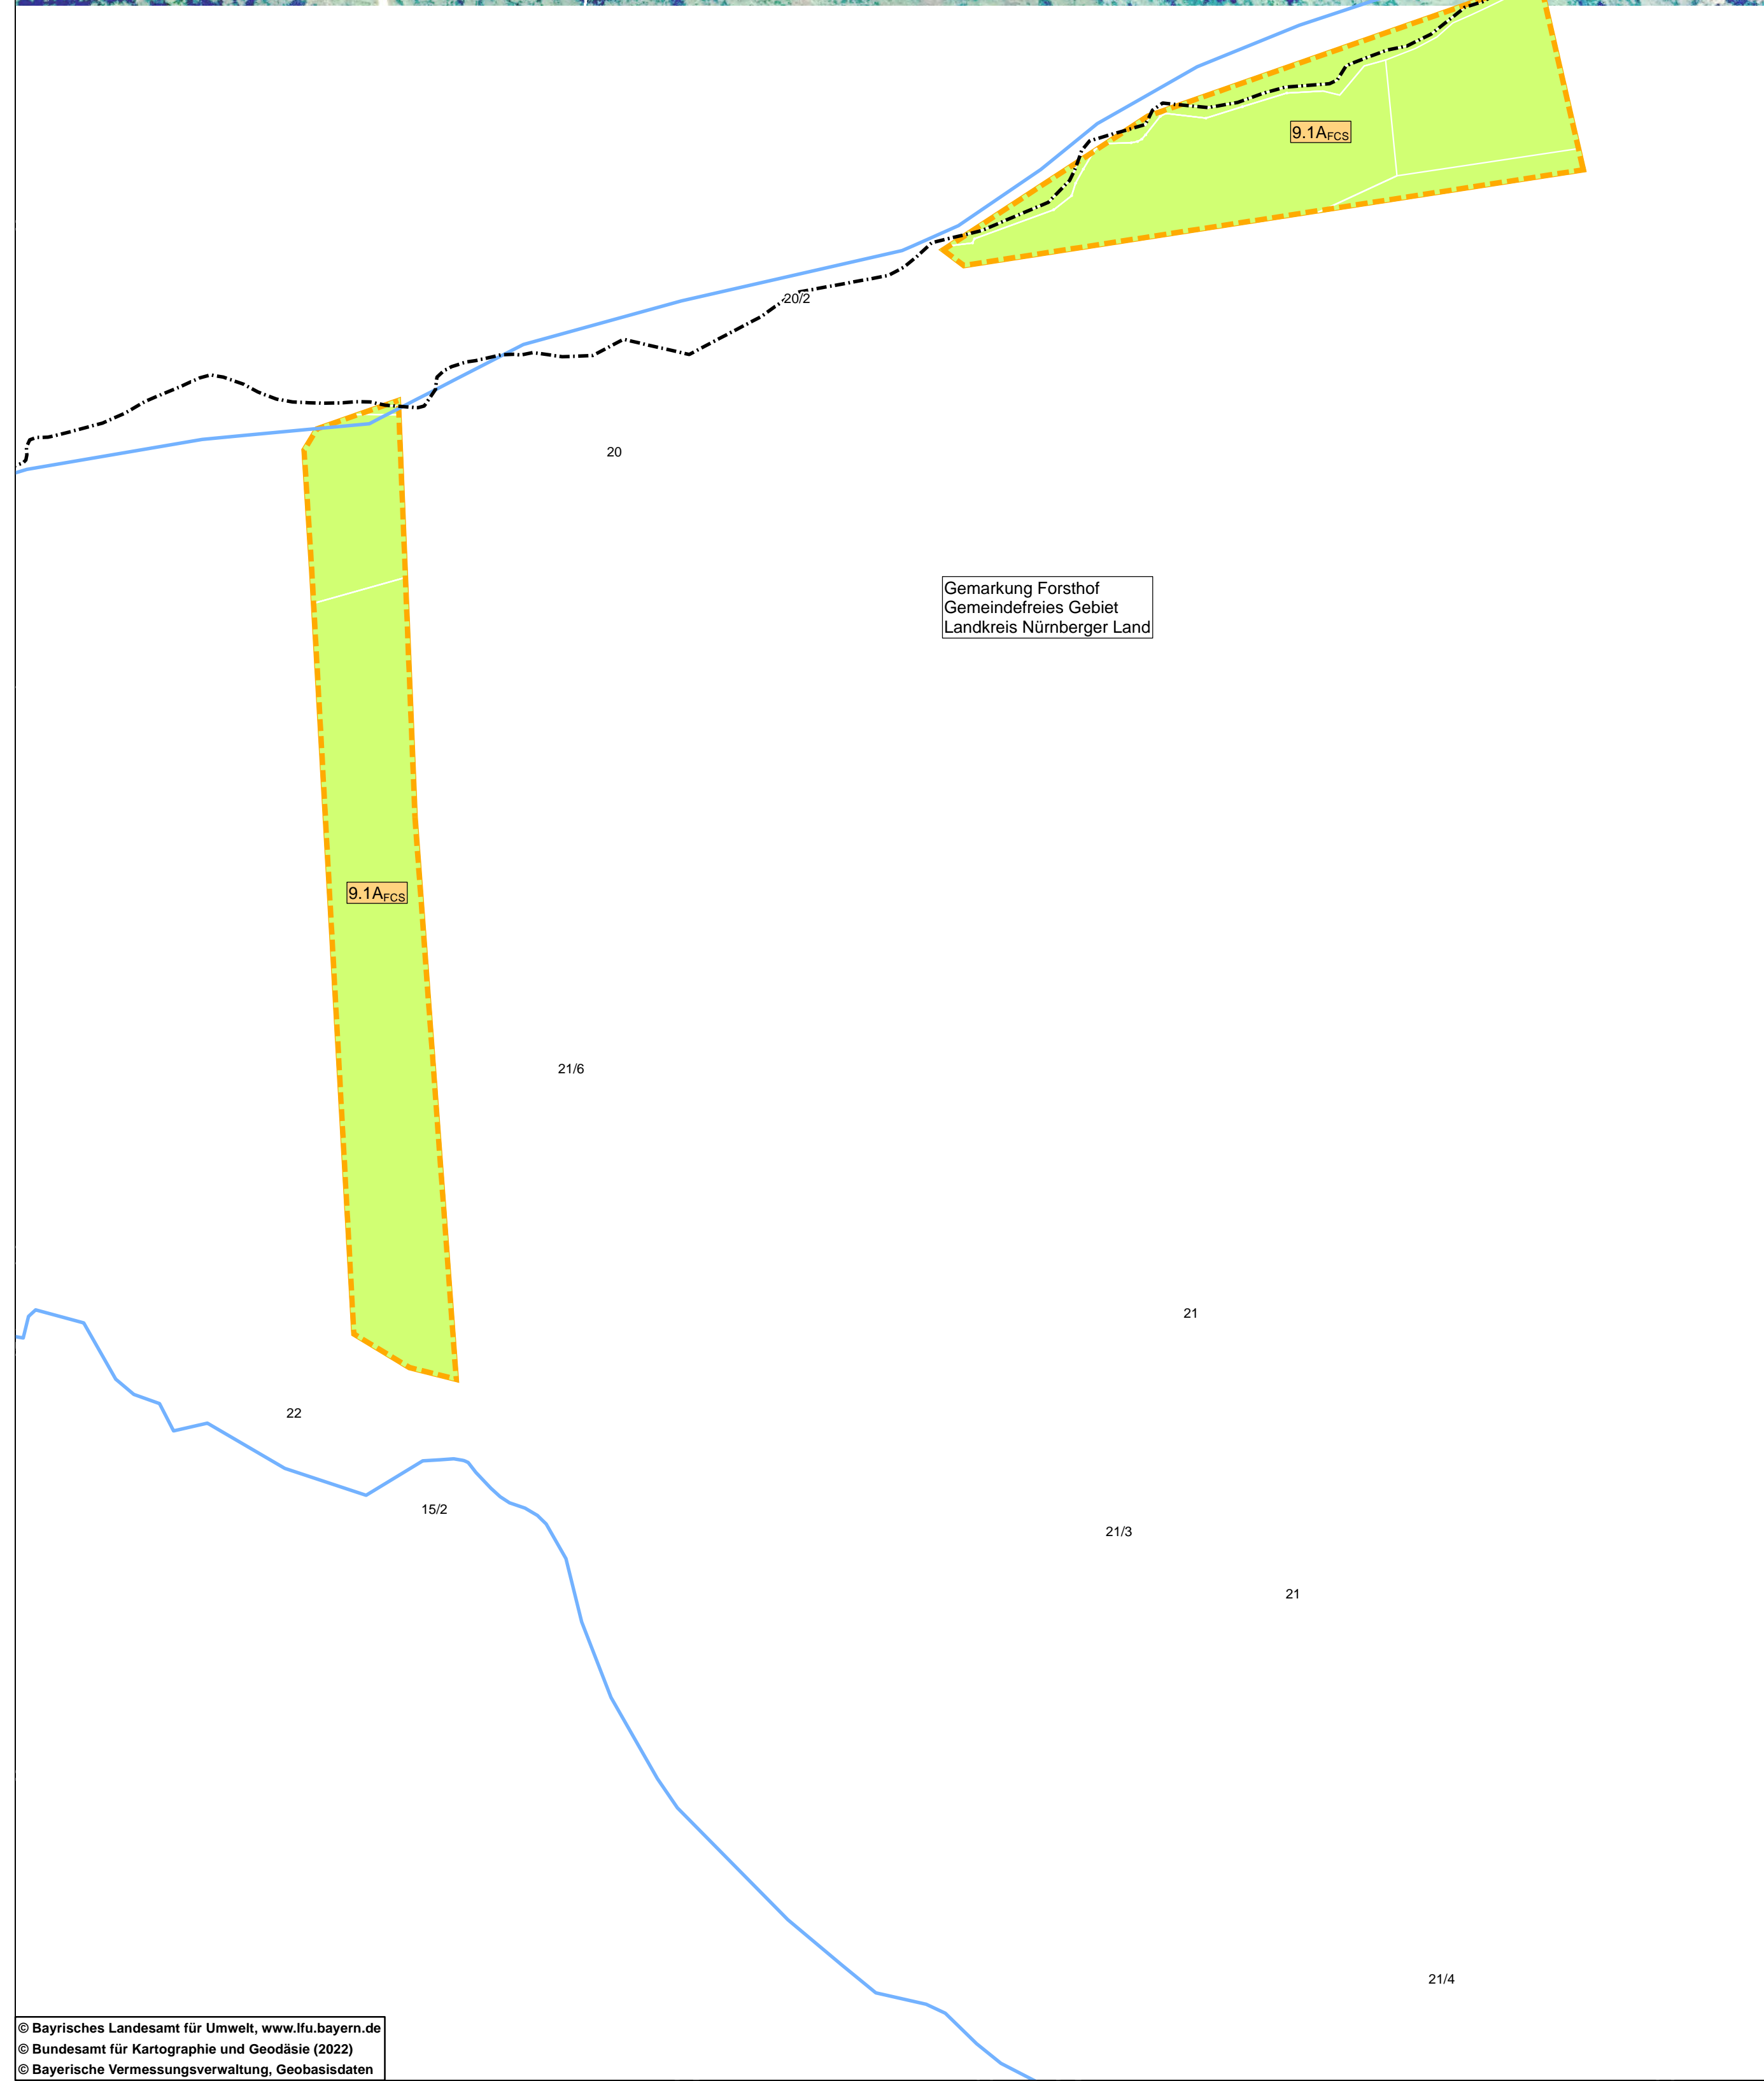 9.1AFCS
20/2
20
Gemarkung Forsthof
Gemeindefreies Gebiet
Landkreis Nürnberger Land
9.1AFCS
21/6
21
22
15/2
21/3
21
21/4
© Bayrisches Landesamt für Umwelt, www.lfu.bayern.de
© Bundesamt für Kartographie und Geodäsie (2022)
© Bayerische Vermessungsverwaltung, Geobasisdaten